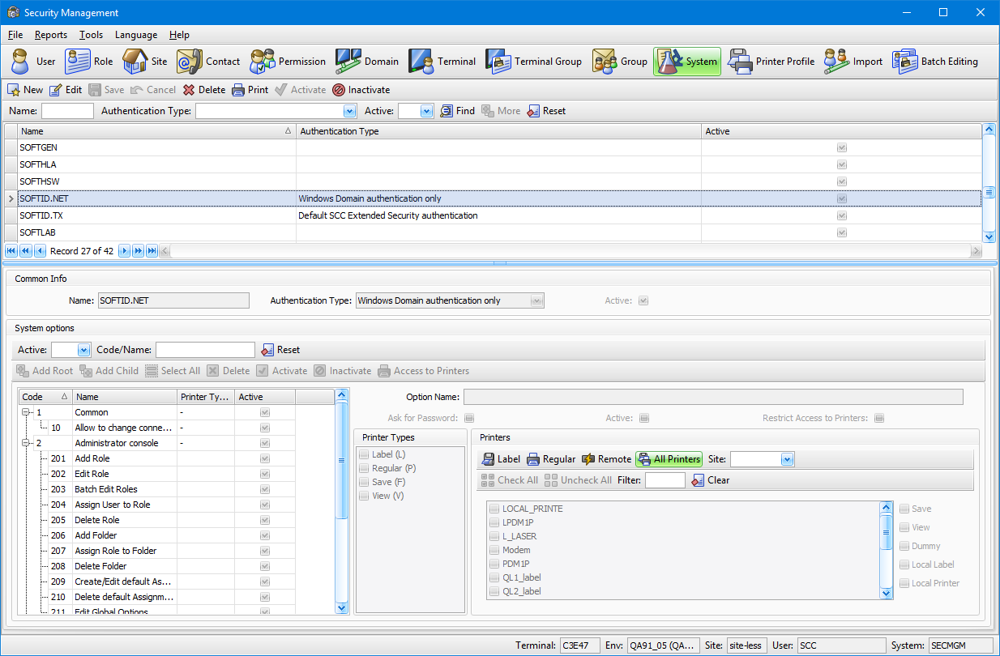 Security Management
File Reports Tools Language Help
User Role Site Contact Permission Domain Terminal Terminal Group Group System Printer Profile Import Batch Editing
New Edit Save Cancel Delete Print Activate Inactivate
Name: Authentication Type: Active: Find More Reset
Name Authentication Type Active
SOFTGEN
SOFTHLA
SOFTHSW
SOFTID.NET Windows Domain authentication only
SOFTID.TX Default SCC Extended Security authentication
SOFTLAB
Record 27 of 42
Common Info
Name: SOFTID.NET Authentication Type: Windows Domain authentication only Active:
System options
Active: Code/Name: Reset
Add Root Add Child Select All Delete Activate Inactivate Access to Printers
Code Name Printer Ty... Active
1 Common -
10 Allow to change conne... -
2 Administrator console -
201 Add Role
202 Edit Role
203 Batch Edit Roles
204 Assign User to Role
205 Delete Role
206 Add Folder
207 Assign Role to Folder
208 Delete Folder
209 Create/Edit default As...
210 Delete default Assignm...
211 Edit Global Options
Option Name:
Ask for Password: Active: Restrict Access to Printers:
Printer Types
Label (L)
Regular (P)
Save (F)
View (V)
Printers
Label Regular Remote All Printers Site:
Check All Uncheck All Filter: Clear
LOCAL_PRINTE
LPDM1P
L_LASER
Modem
PDM1P
QL1_label
QL2_label
Save
View
Dummy
Local Label
Local Printer
Terminal: C3E47 Env: QA91_05 (QA... Site: site-less User: SCC System: SECMGM